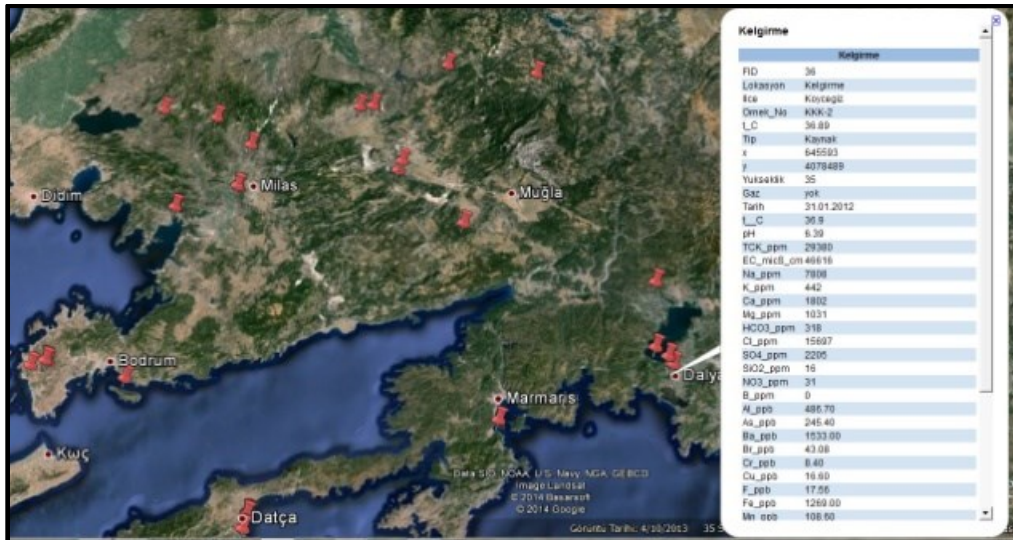 Didim
Milas
Muğla
Bodrum
Marmaris
Dalya
Κως
Datça
Data SIO, NOAA, U.S. Navy, NGA, GEBCO
Image Landsat
© 2014 Basarsoft
© 2014 Google
Görüntü Tarihi: 4/10/2013 35
Kelgirme
Kelgirme
FID 36
Lokasyon Kelgirme
Ilce Koycegiz
Ornek_No KKK-2
t_C 36.89
Tip Kaynak
x 645593
y 4078489
Yukseklik 35
Gaz yok
Tarih 31.01.2012
t__C 36.9
pH 6.39
TCK_ppm 29380
EC_micS_cm 46616
Na_ppm 7808
K_ppm 442
Ca_ppm 1802
Mg_ppm 1031
HCO3_ppm 318
Cl_ppm 15697
SO4_ppm 2205
SiO2_ppm 16
NO3_ppm 31
B_ppm 0
Al_ppb 486.70
As_ppb 245.40
Ba_ppb 1533.00
Br_ppb 43.08
Cr_ppb 8.40
Cu_ppb 16.60
F_ppb 17.56
Fe_ppb 1269.00
Mn_ppb 108.50